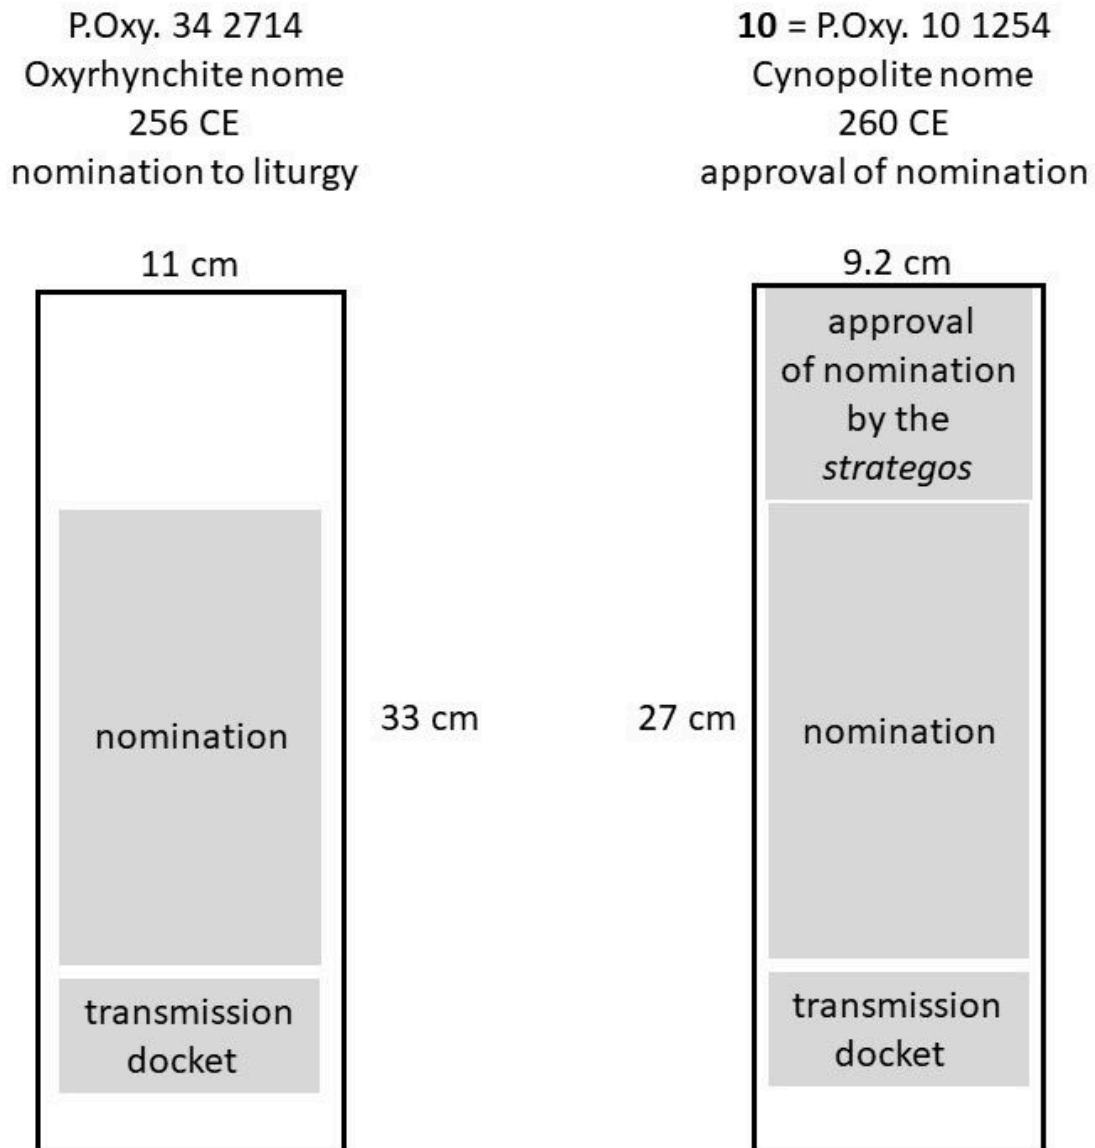 P.Oxy. 34 2714
Oxyrhynchite nome
256 CE
nomination to liturgy
11 cm
nomination
33 cm
transmission
docket
10 = P.Oxy. 10 1254
Cynopolite nome
260 CE
approval of nomination
9.2 cm
approval
of nomination
by the
strategos
27 cm
nomination
transmission
docket